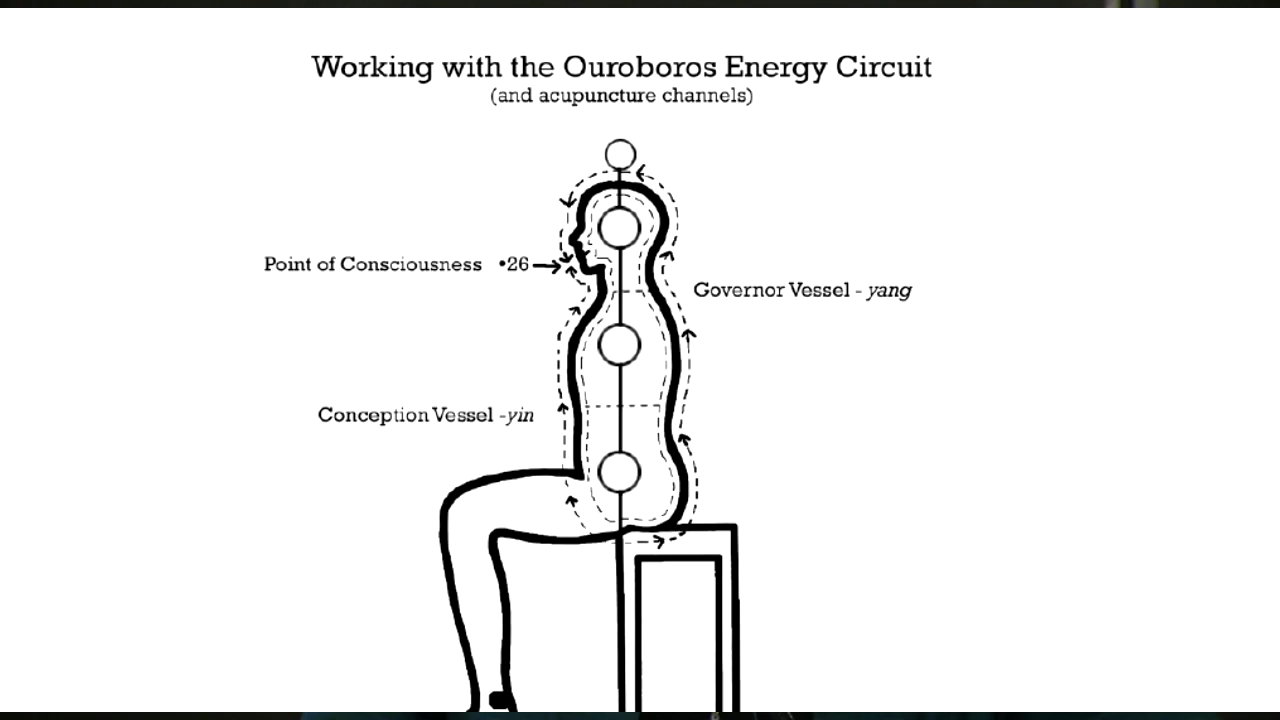 Working with the Ouroboros Energy Circuit
(and acupuncture channels)
Point of Consciousness •26
Governor Vessel - yang
Conception Vessel -yin